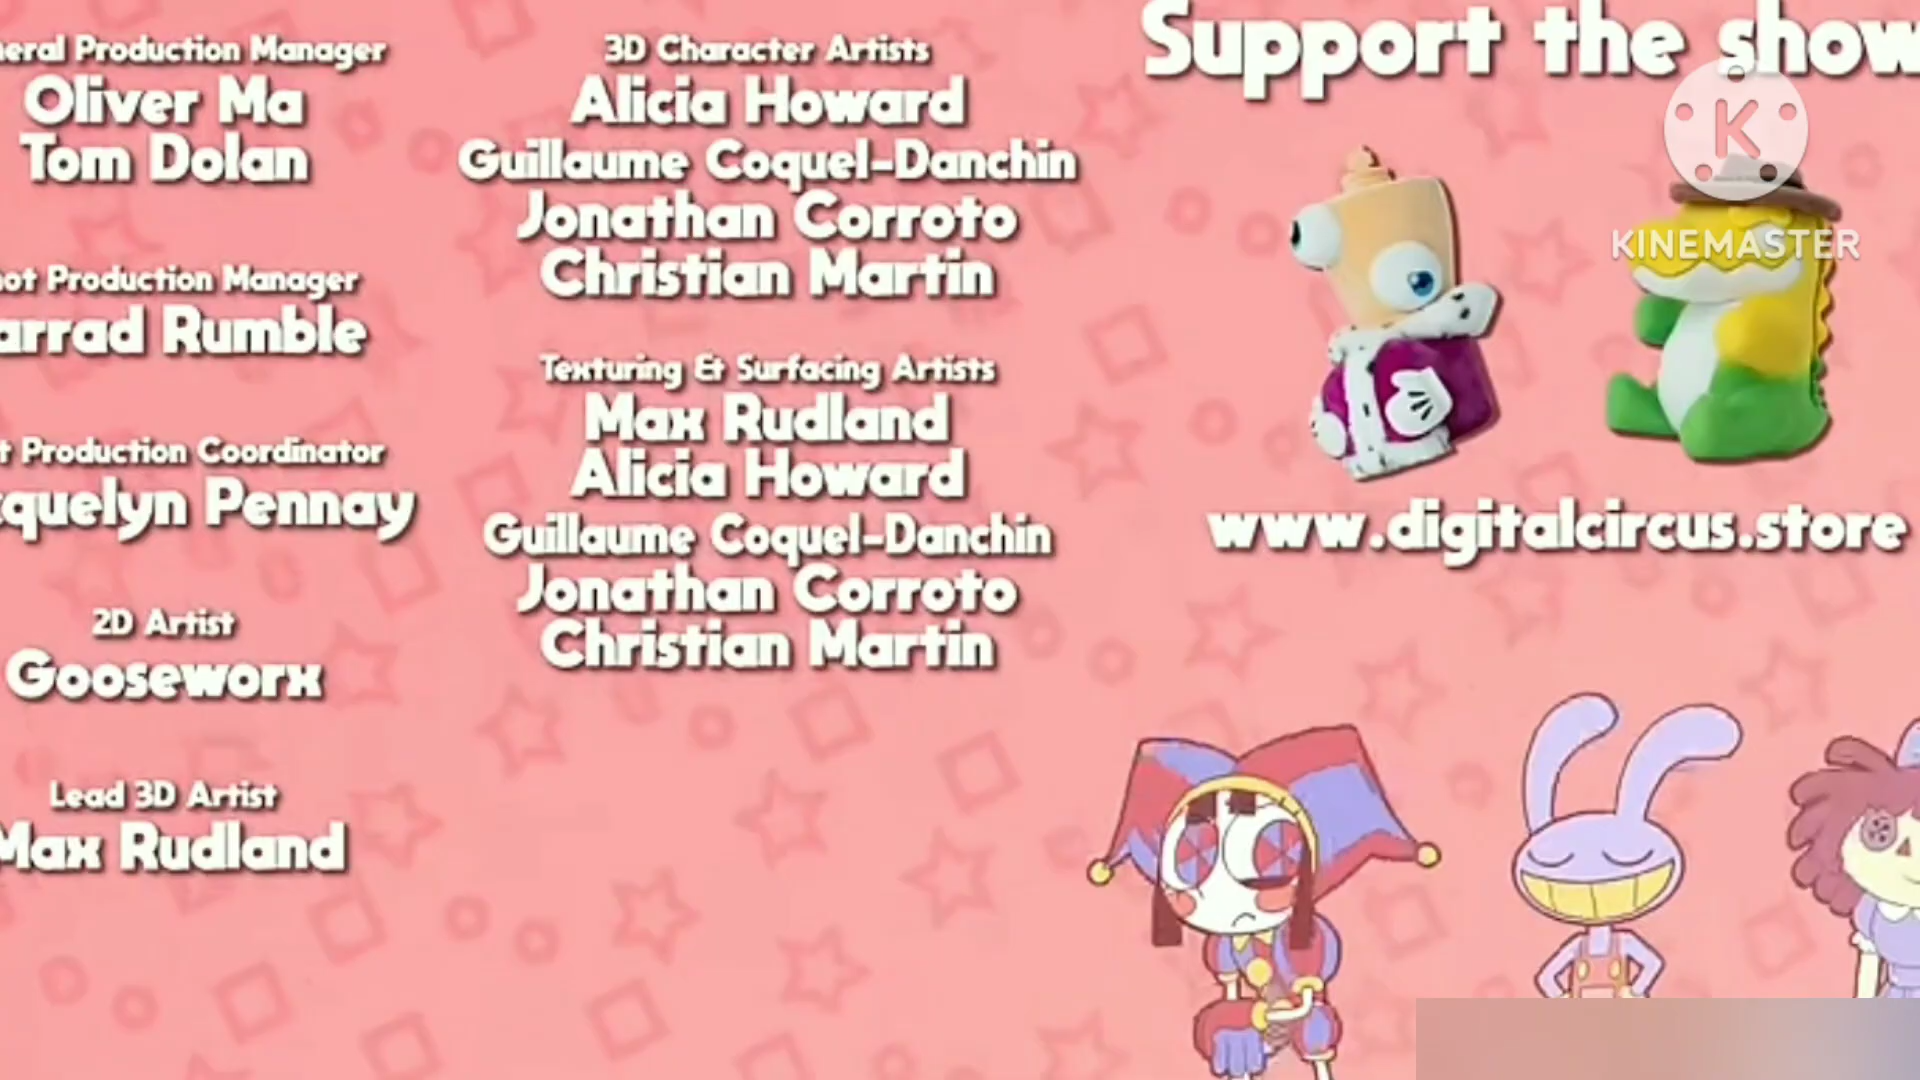 neral Production Manager
Oliver Ma
Tom Dolan
ot Production Manager
arrad Rumble
t Production Coordinator
cquelyn Pennay
2D Artist
Gooseworx
Lead 3D Artist
Max Rudland
3D Character Artists
Alicia Howard
Guillaume Coquel-Danchin
Jonathan Corroto
Christian Martin
Texturing & Surfacing Artists
Max Rudland
Alicia Howard
Guillaume Coquel-Danchin
Jonathan Corroto
Christian Martin
Support the show
K
KINEMASTER
www.digitalcircus.store